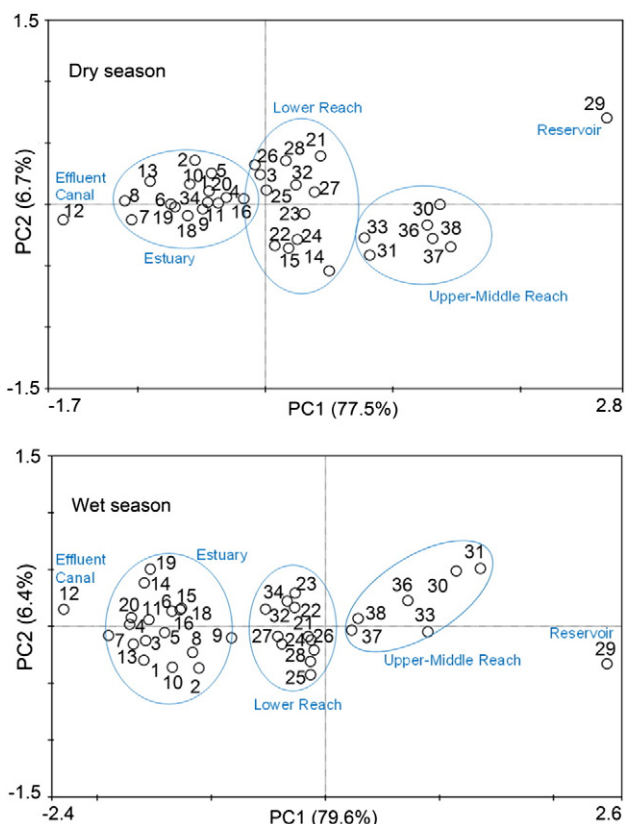 1.5
Dry season
29
Lower Reach
Reservoir
28 21
26
2 5
13 10 3 32
Effluent
Canal
8 1 20 4 27
12 6 34 25
7 19 11 16 23
18 9
30
33 36 38
22 24
31
15 14 37
Estuary
Upper-Middle Reach
PC2 (6.7%)
-1.5
-1.7
PC1 (77.5%)
2.8
1.5
Wet season
31
Effluent
Canal
19
Estuary
30
12
14
34 23
36
20 11 6 15
18
32 22
38 33
4 16
21
7 3 5 8 9
27 24 26
37
Reservoir
13 1
28
Upper-Middle Reach
29
10 2
25
Lower Reach
PC2 (6.4%)
-1.5
-2.4
PC1 (79.6%)
2.6